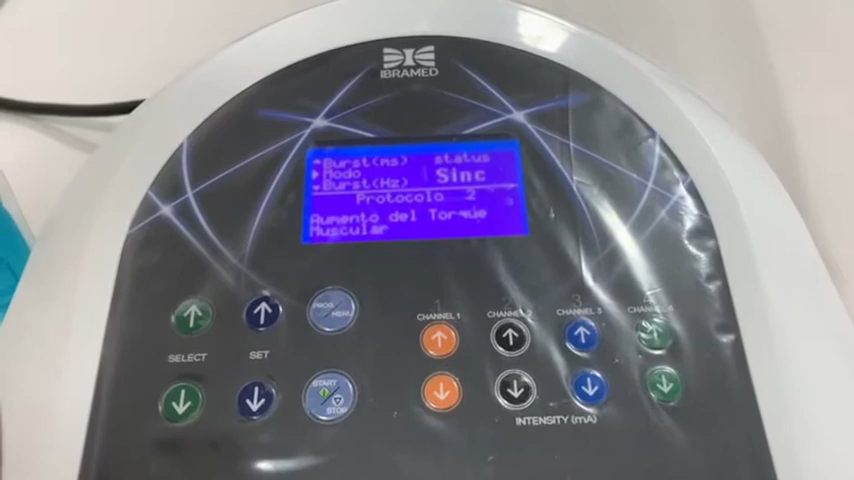 IBRAMED
Burst(ms) status
Modo Sinc
Burst(Hz)
Protocolo 2
Aumento del Torque
Muscular
PROG. MENU
1 2 3 4
CHANNEL 1 CHANNEL 2 CHANNEL 3 CHANNEL 4
SELECT SET
START STOP
INTENSITY (mA)